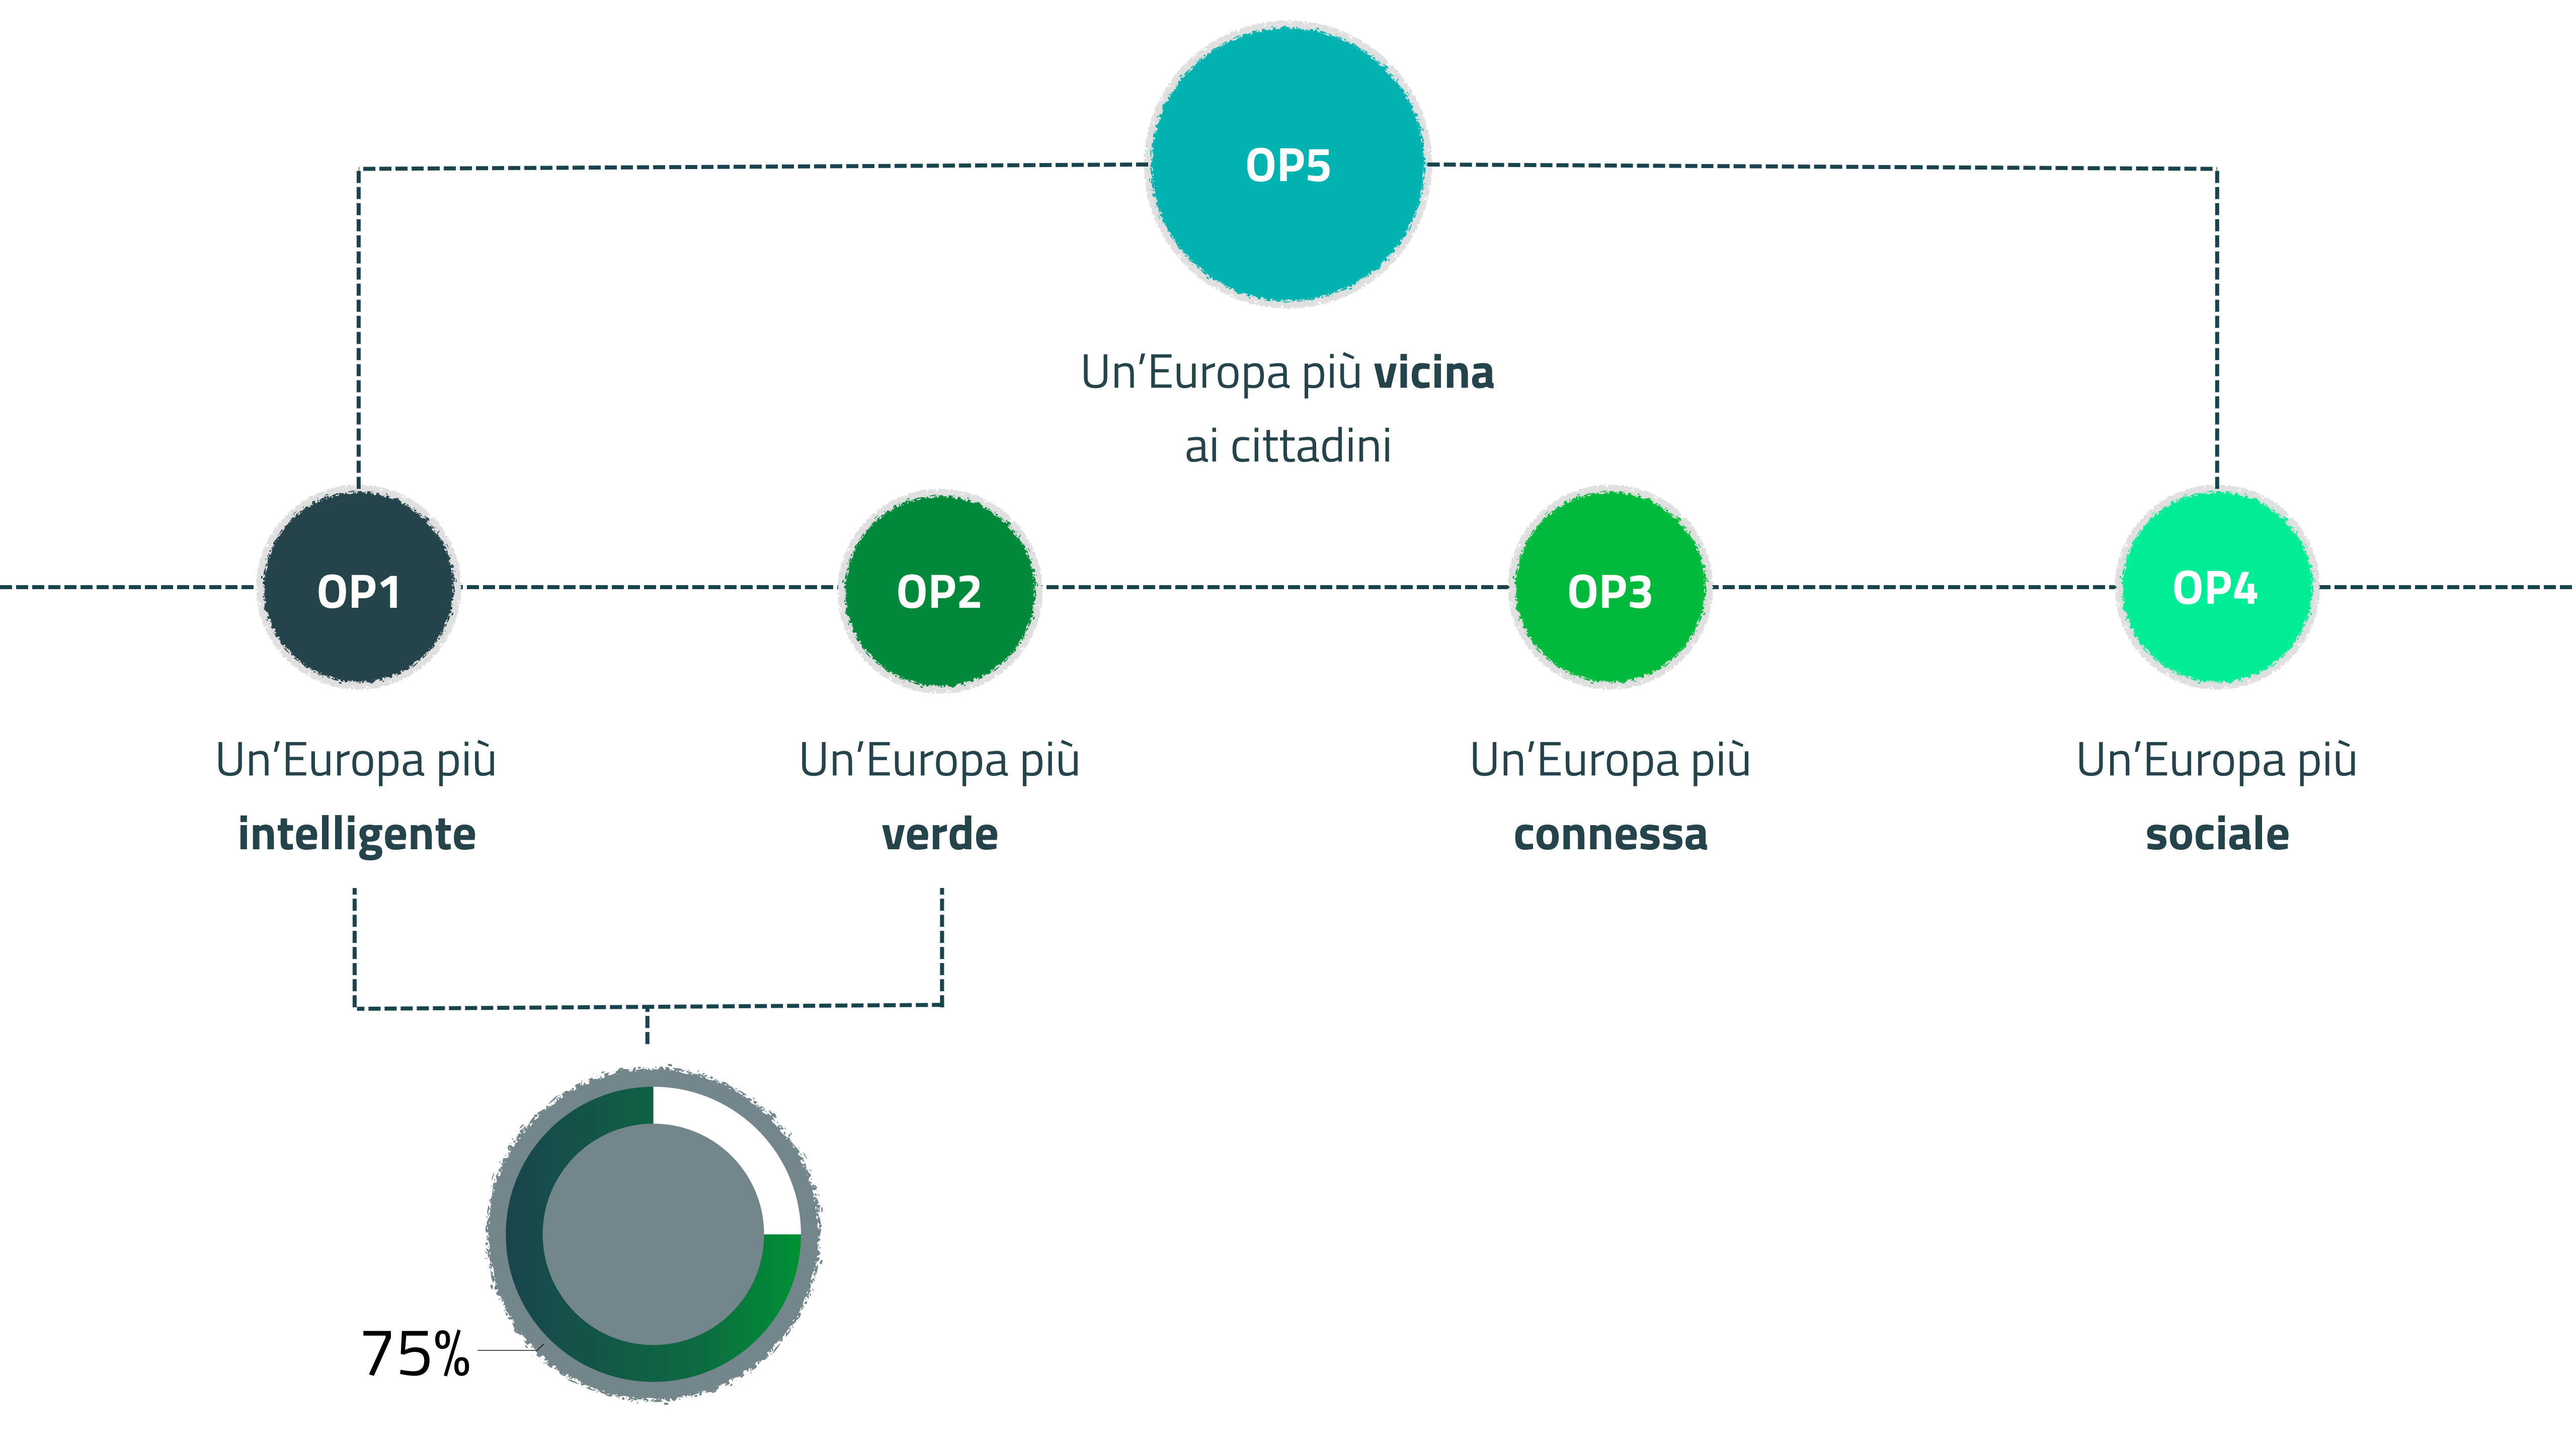 OP5
Un’Europa più vicina
ai cittadini
OP1
Un’Europa più
intelligente
OP2
Un’Europa più
verde
OP3
Un’Europa più
connessa
OP4
Un’Europa più
sociale
75%